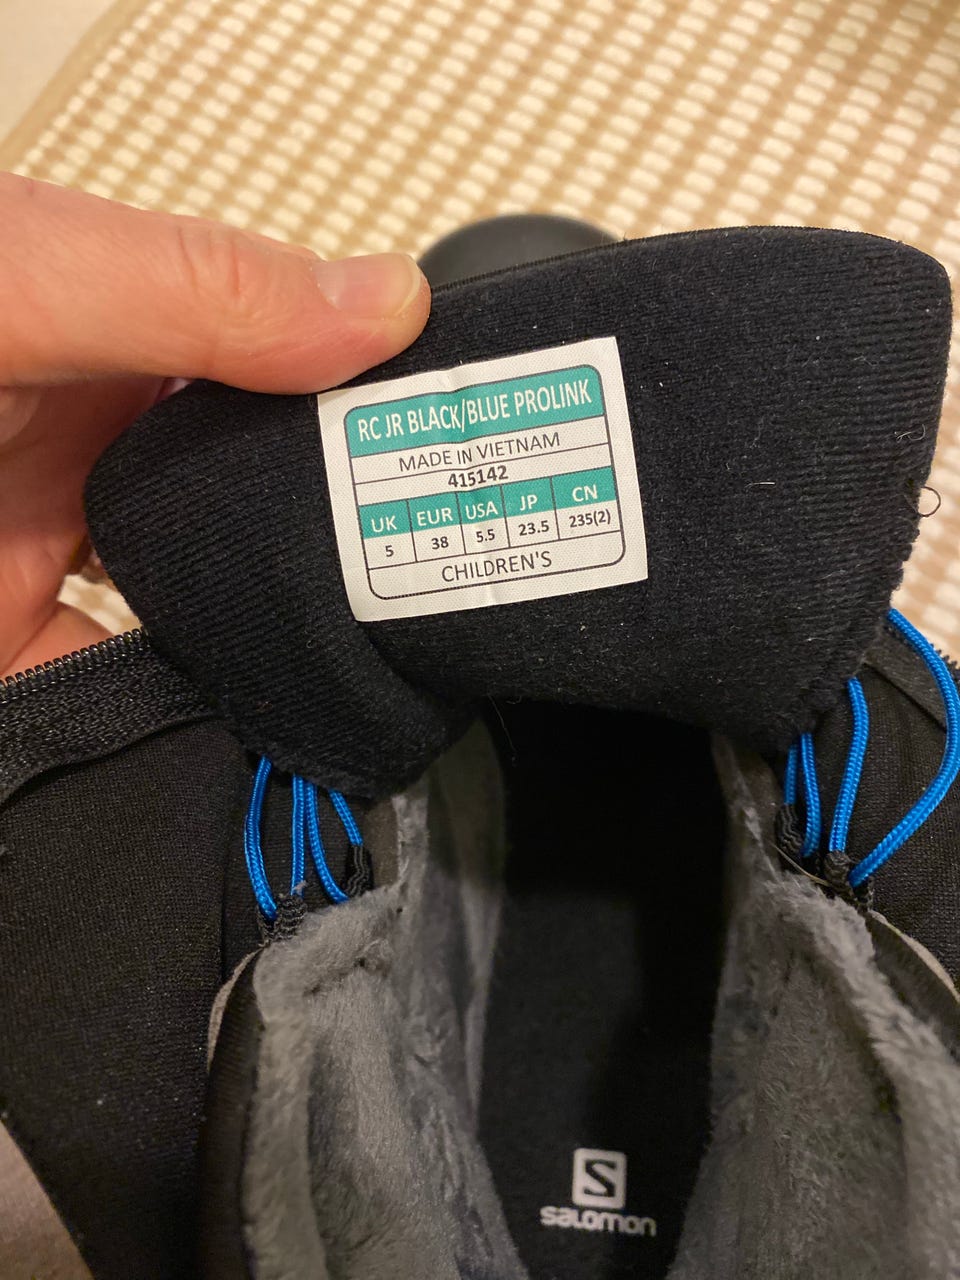 RC JR BLACK/BLUE PROLINK
MADE IN VIETNAM
415142
UK EUR USA JP CN
5 38 5.5 23.5 235(2)
CHILDREN'S
S
salomon